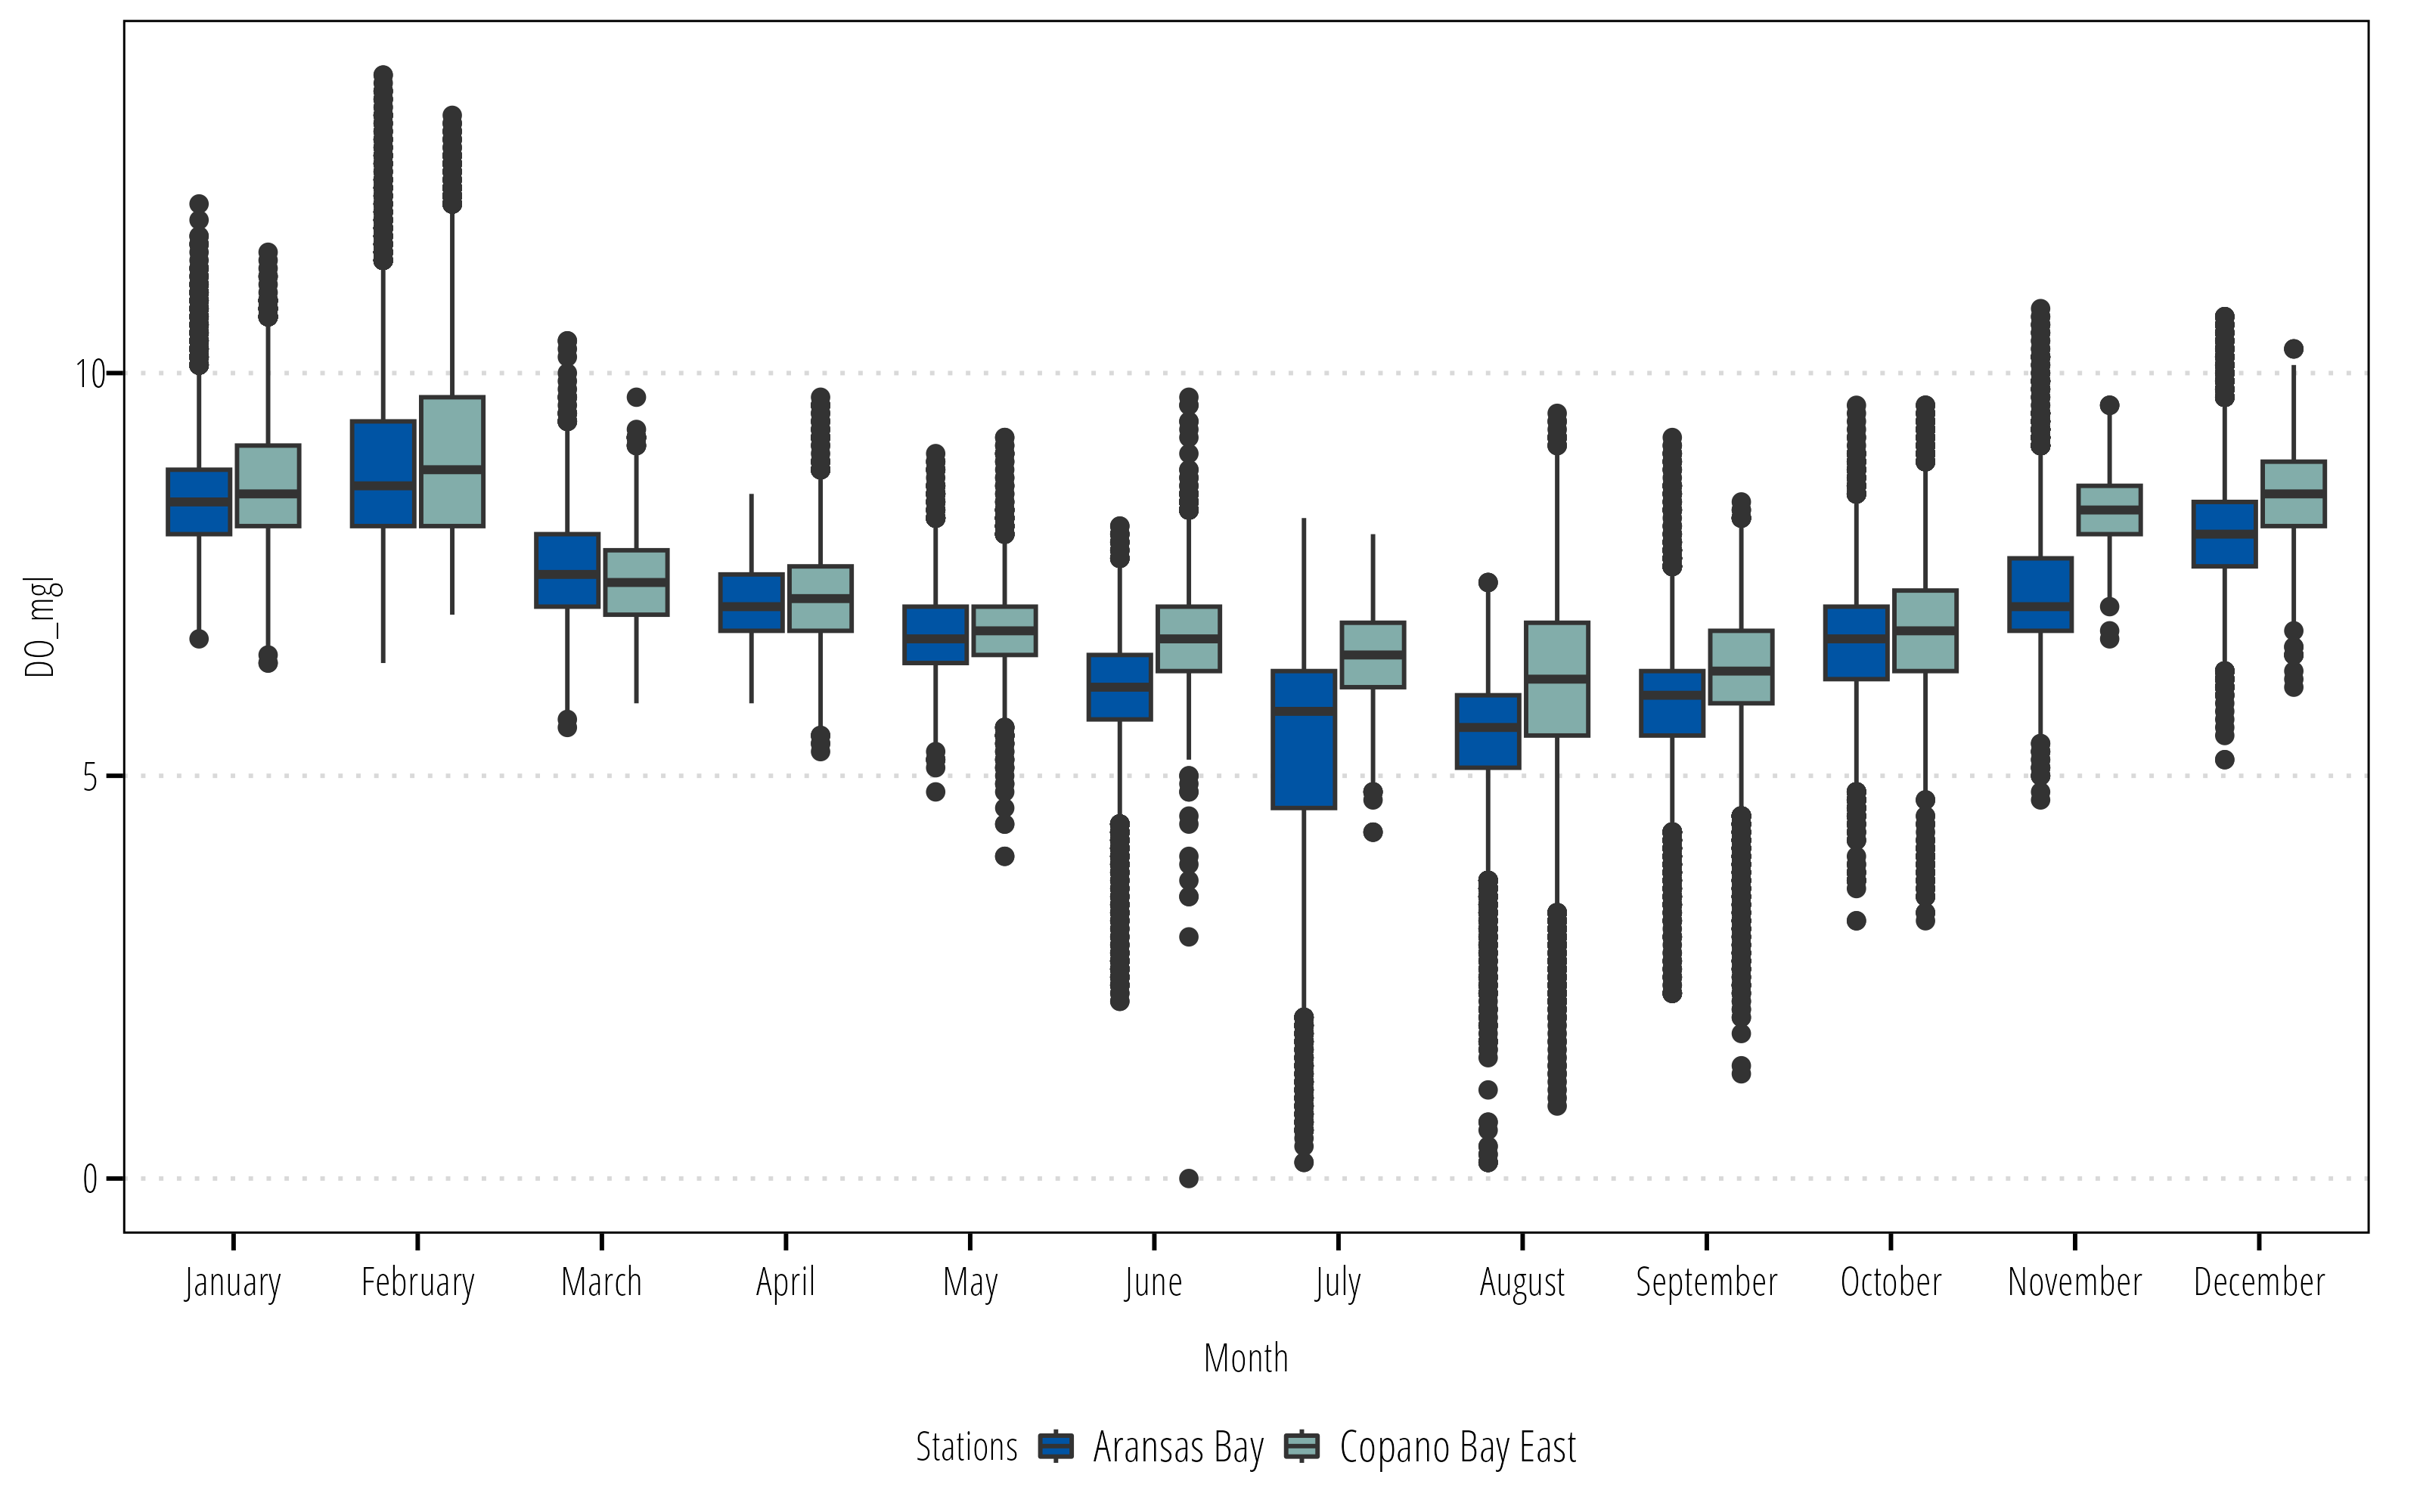 DO_mgl
10
5
0
January February March April May June July August September October November December
Month
Stations Aransas Bay Copano Bay East